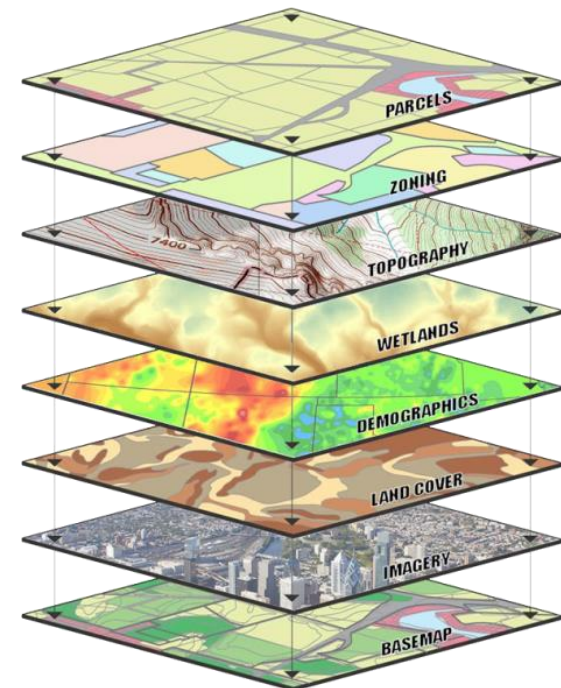 PARCELS
ZONING
7400
TOPOGRAPHY
WETLANDS
DEMOGRAPHICS
LAND COVER
IMAGERY
BASEMAP